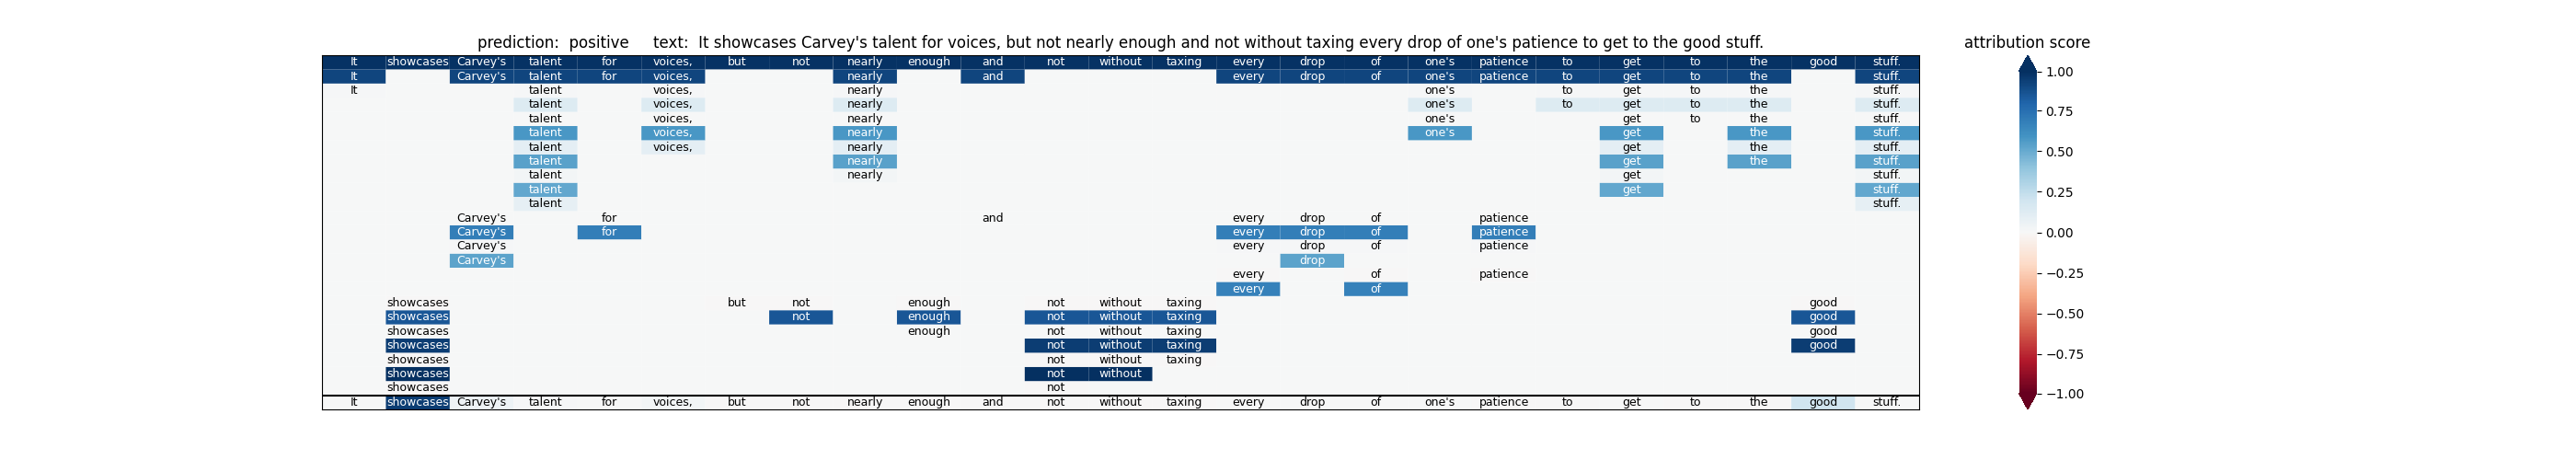 prediction:  positive     text:  It showcases Carvey's talent for voices, but not nearly enough and not without taxing every drop of one's patience to get to the good stuff.
attribution score
It showcases Carvey's talent for voices, but not nearly enough and not without taxing every drop of one's patience to get to the good stuff.
It Carvey's talent for voices, nearly and every drop of one's patience to get to the stuff.
It talent voices, nearly one's to get to the stuff.
talent voices, nearly one's to get to the stuff.
talent voices, nearly one's get to the stuff.
talent voices, nearly one's get the stuff.
talent voices, nearly get the stuff.
talent nearly get the stuff.
talent nearly get stuff.
talent get stuff.
talent stuff.
Carvey's for and every drop of patience
Carvey's for every drop of patience
Carvey's every drop of patience
Carvey's drop
every of patience
every of
showcases but not enough not without taxing good
showcases not enough not without taxing good
showcases enough not without taxing good
showcases not without taxing good
showcases not without taxing
showcases not without
showcases not
It showcases Carvey's talent for voices, but not nearly enough and not without taxing every drop of one's patience to get to the good stuff.
1.00
0.75
0.50
0.25
0.00
−0.25
−0.50
−0.75
−1.00